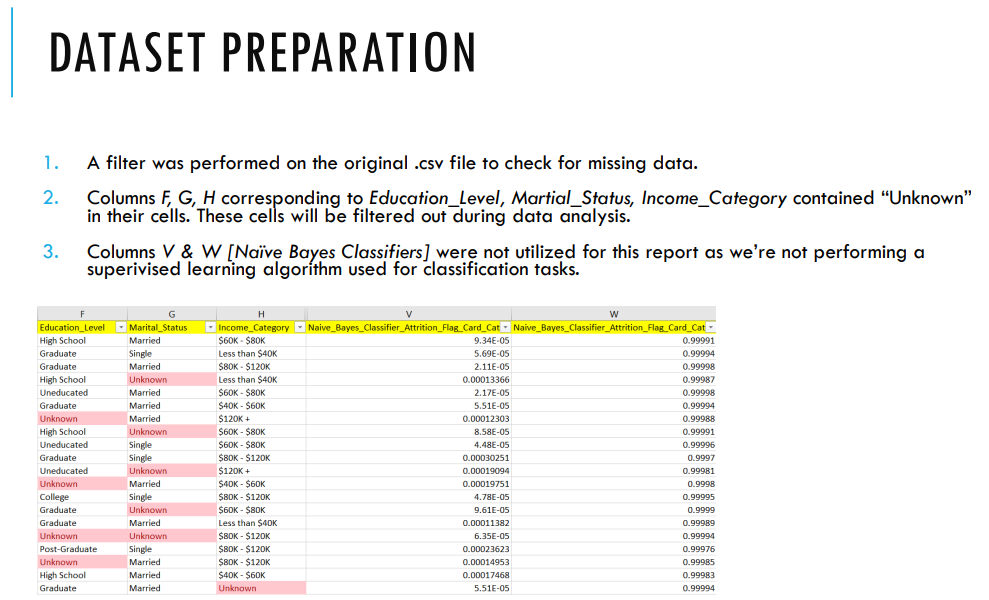 DATASET PREPARATION
1. A filter was performed on the original .csv file to check for missing data.
2. Columns F, G, H corresponding to Education_Level, Martial_Status, Income_Category contained “Unknown”
in their cells. These cells will be filtered out during data analysis.
3. Columns V & W [Naïve Bayes Classifiers] were not utilized for this report as we’re not performing a
superivised learning algorithm used for classification tasks.
F G H V W
Education_Level Marital_Status Income_Category Naive_Bayes_Classifier_Attrition_Flag_Card_Cat Naive_Bayes_Classifier_Attrition_Flag_Card_Cat
High School Married $60K - $80K 9.34E-05 0.99991
Graduate Single Less than $40K 5.69E-05 0.99994
Graduate Married $80K - $120K 2.11E-05 0.99998
High School Unknown Less than $40K 0.00013366 0.99987
Uneducated Married $60K - $80K 2.17E-05 0.99998
Graduate Married $40K - $60K 5.51E-05 0.99994
Unknown Married $120K + 0.00012303 0.99988
High School Unknown $60K - $80K 8.58E-05 0.99991
Uneducated Single $60K - $80K 4.48E-05 0.99996
Graduate Single $80K - $120K 0.00030251 0.9997
Uneducated Unknown $120K + 0.00019094 0.99981
Unknown Married $40K - $60K 0.00019751 0.9998
College Single $80K - $120K 4.78E-05 0.99995
Graduate Unknown $60K - $80K 9.61E-05 0.9999
Graduate Married Less than $40K 0.00011382 0.99989
Unknown Unknown $80K - $120K 6.35E-05 0.99994
Post-Graduate Single $80K - $120K 0.00023623 0.99976
Unknown Married $80K - $120K 0.00014953 0.99985
High School Married $40K - $60K 0.00017468 0.99983
Graduate Married Unknown 5.51E-05 0.99994